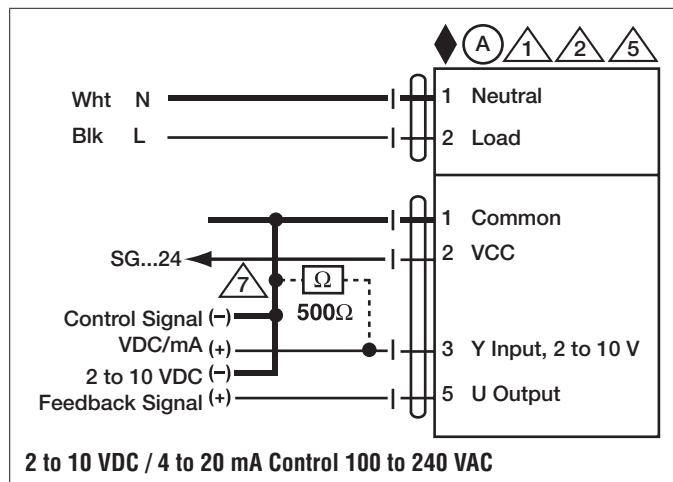 A 1 2 5
Wht N 1 Neutral
Blk L 2 Load
1 Common
SG...24 2 VCC
7 Ω
500Ω
Control Signal (–)
VDC/mA (+) 3 Y Input, 2 to 10 V
2 to 10 VDC (–)
Feedback Signal (+) 5 U Output
2 to 10 VDC / 4 to 20 mA Control 100 to 240 VAC